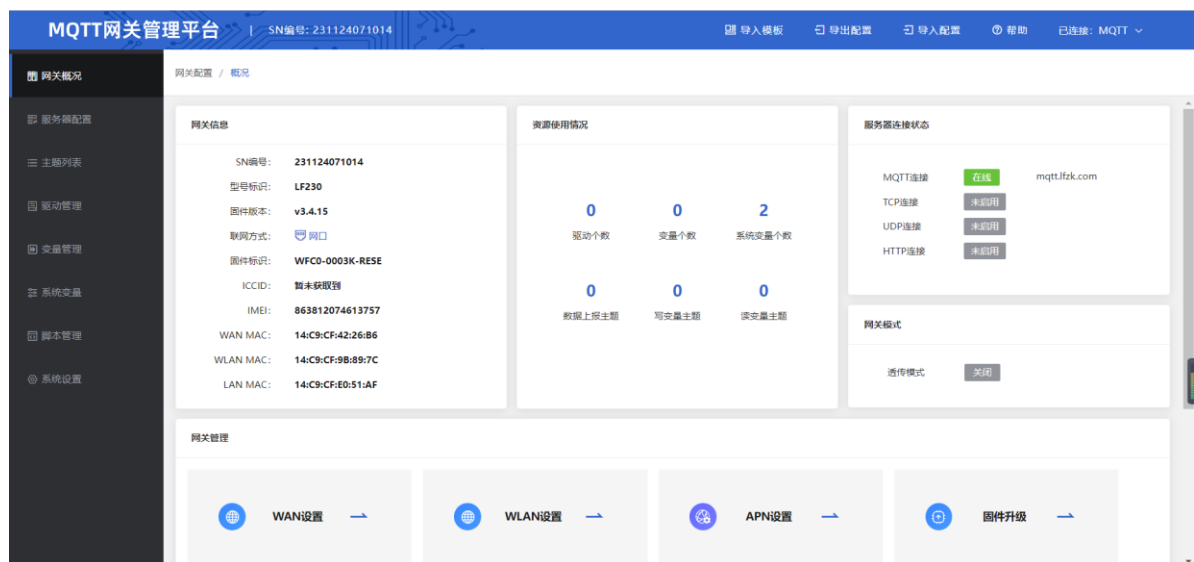 MQTT网关管理平台 | SN编号: 231124071014 导入模板 导出配置 导入配置 帮助 已连接: MQTT
网关概况
服务器配置
主题列表
驱动管理
变量管理
系统变量
脚本管理
系统设置
网关配置 / 概况
网关信息
SN编号: 231124071014
型号标识: LF230
固件版本: v3.4.15
联网方式: 网口
固件标识: WFC0-0003K-RESE
ICCID: 暂未获取到
IMEI: 863812074613757
WAN MAC: 14:C9:CF:42:26:B6
WLAN MAC: 14:C9:CF:9B:89:7C
LAN MAC: 14:C9:CF:E0:51:AF
资源使用情况
0 0 2
驱动个数 变量个数 系统变量个数
0 0 0
数据上报主题 写变量主题 读变量主题
服务器连接状态
MQTT连接 在线 mqtt.lfzk.com
TCP连接 未启用
UDP连接 未启用
HTTP连接 未启用
网关模式
透传模式 关闭
网关管理
WAN设置 WLAN设置 APN设置 固件升级